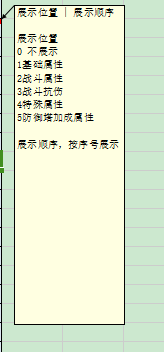 展示位置 | 展示顺序
展示位置
0 不展示
1基础属性
2战斗属性
3战斗抗伤
4特殊属性
5防御塔加成属性
展示顺序，按序号展示